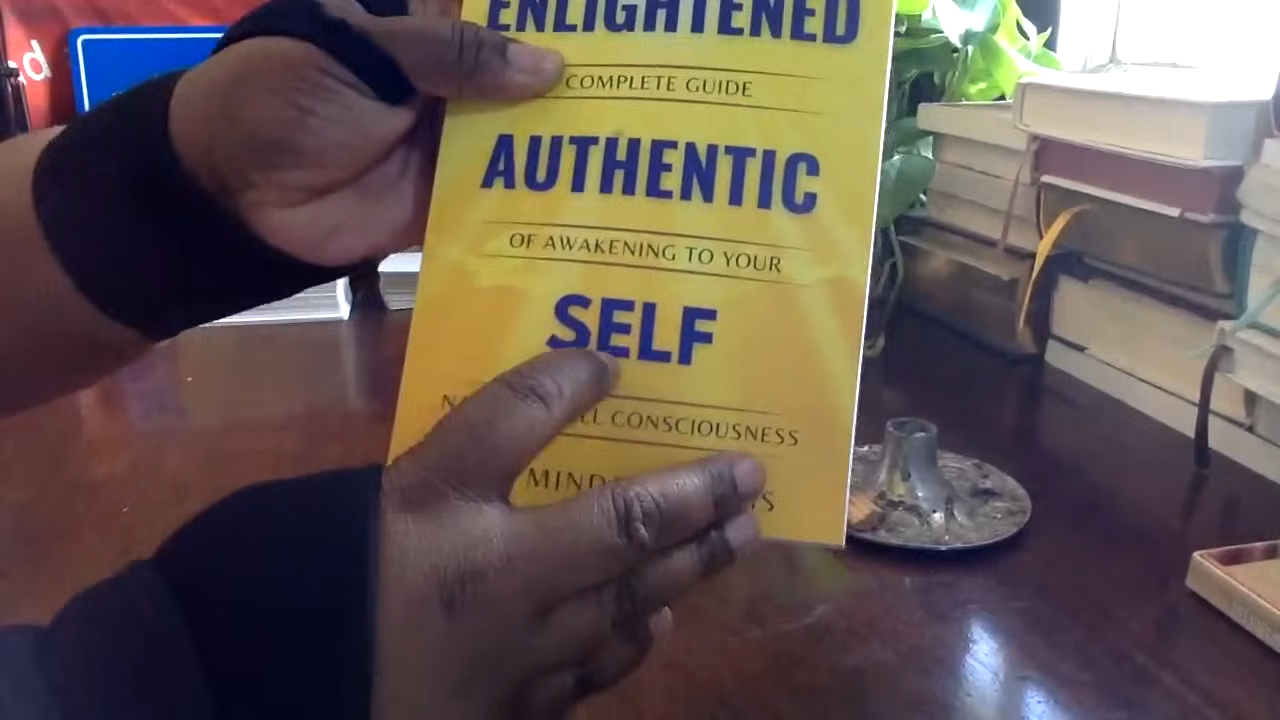 ENLIGHTENED
COMPLETE GUIDE
AUTHENTIC
OF AWAKENING TO YOUR
SELF
CONSCIOUSNESS